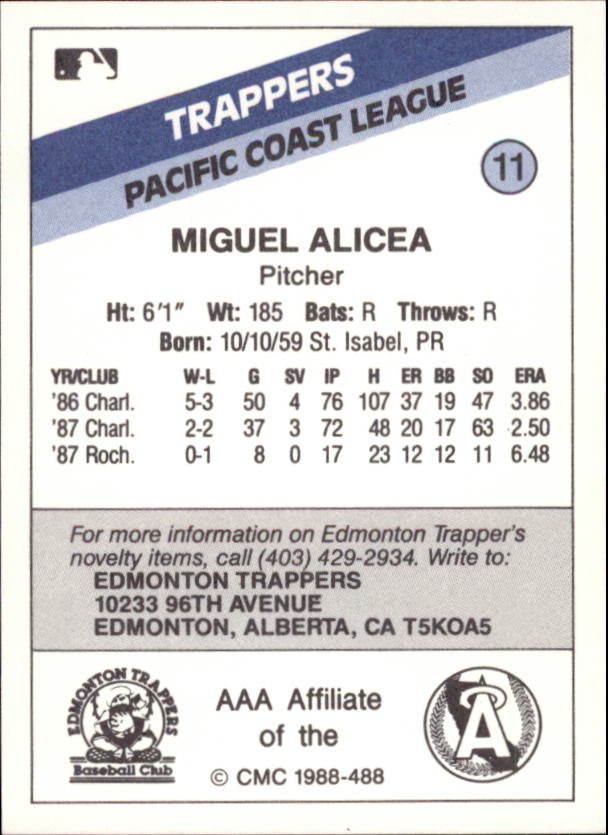 TRAPPERS
PACIFIC COAST LEAGUE
11
MIGUEL ALICEA
Pitcher
Ht: 6'1" Wt: 185 Bats: R Throws: R
Born: 10/10/59 St. Isabel, PR
YR/CLUB W-L G SV IP H ER BB SO ERA
'86 Charl. 5-3 50 4 76 107 37 19 47 3.86
'87 Charl. 2-2 37 3 72 48 20 17 63 2.50
'87 Roch. 0-1 8 0 17 23 12 12 11 6.48
For more information on Edmonton Trapper's
novelty items, call (403) 429-2934. Write to:
EDMONTON TRAPPERS
10233 96TH AVENUE
EDMONTON, ALBERTA, CA T5KOA5
EDMONTON TRAPPERS
Baseball Club
AAA Affiliate
of the
© CMC 1988-488
A